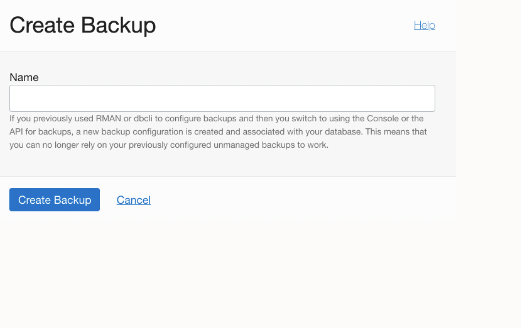 Create Backup
Help
Name
If you previously used RMAN or dbcli to configure backups and then you switch to using the Console or the
API for backups, a new backup configuration is created and associated with your database. This means that
you can no longer rely on your previously configured unmanaged backups to work.
Create Backup
Cancel